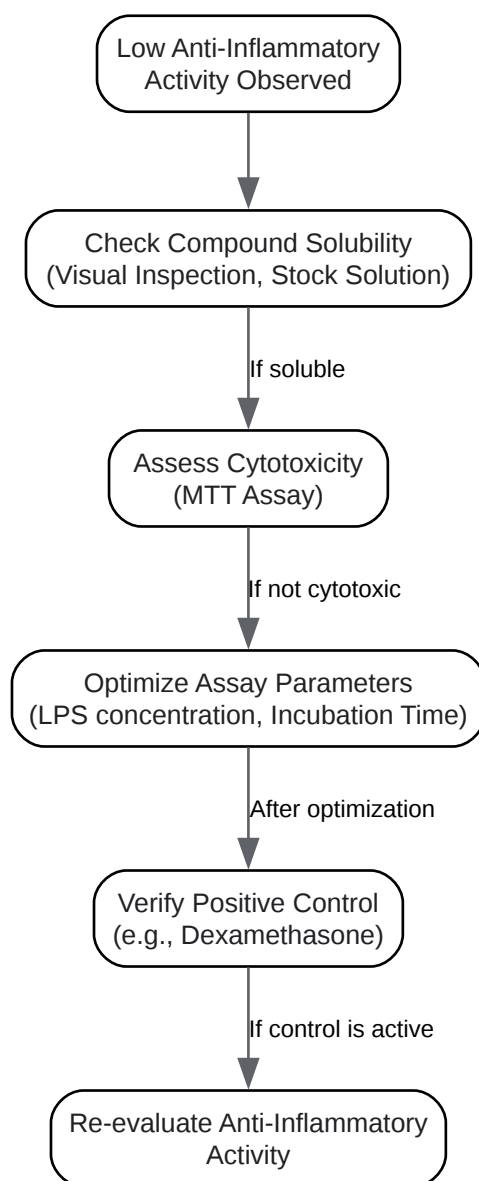 Low Anti-Inflammatory
Activity Observed
Check Compound Solubility
(Visual Inspection, Stock Solution)
If soluble
Assess Cytotoxicity
(MTT Assay)
If not cytotoxic
Optimize Assay Parameters
(LPS concentration, Incubation Time)
After optimization
Verify Positive Control
(e.g., Dexamethasone)
If control is active
Re-evaluate Anti-Inflammatory
Activity